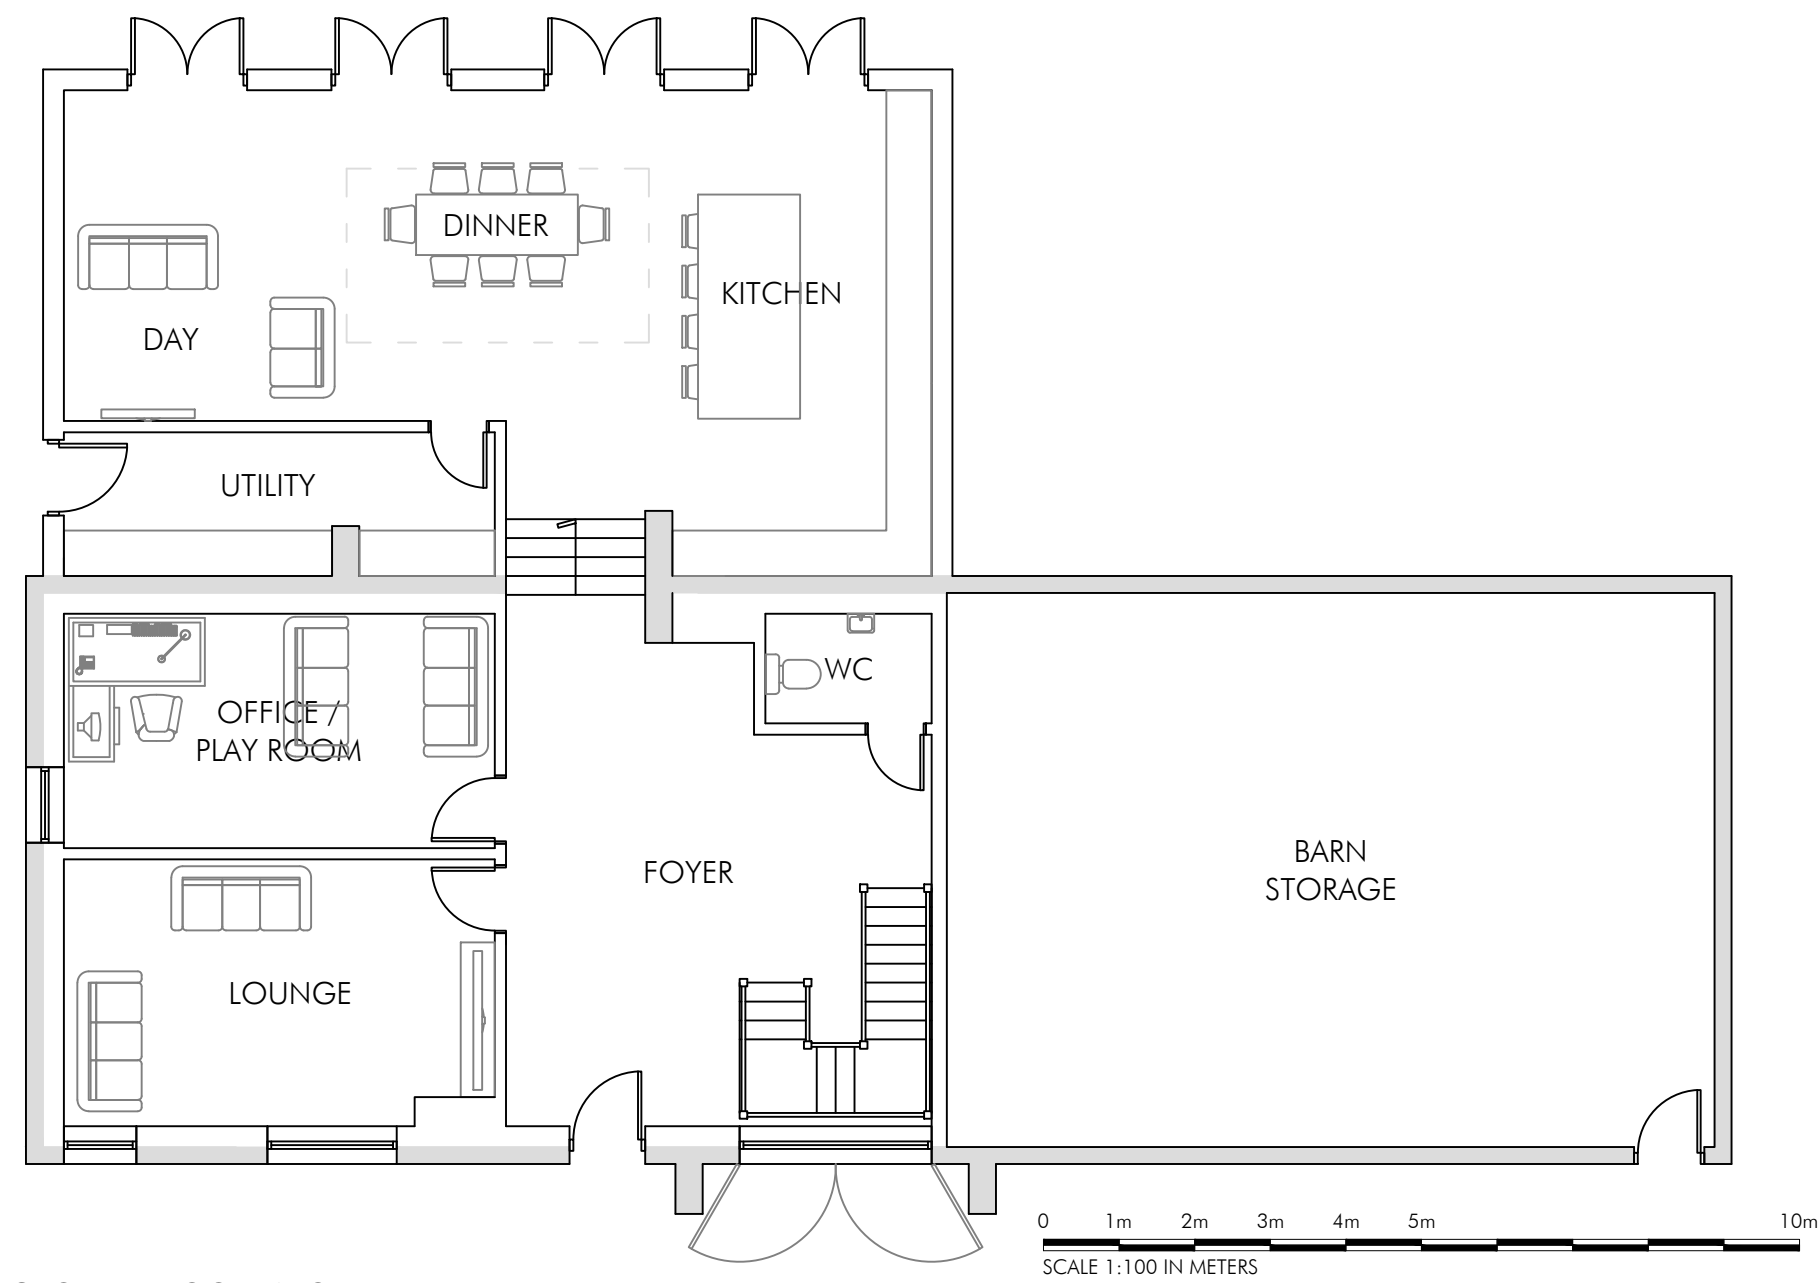 DINNER
KITCHEN
DAY
UTILITY
WC
OFFICE /
PLAY ROOM
FOYER
BARN
STORAGE
LOUNGE
0 1m 2m 3m 4m 5m 10m
SCALE 1:100 IN METERS